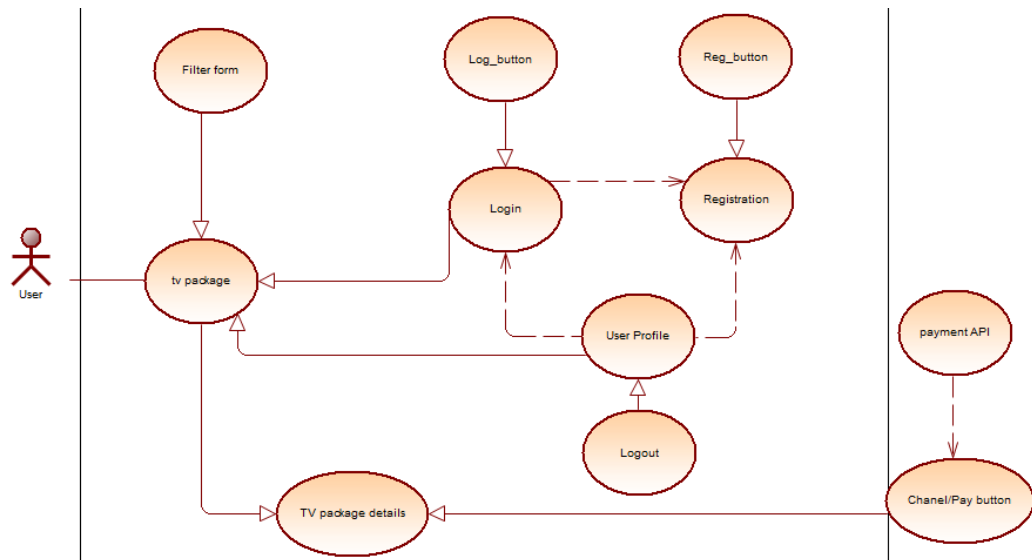 Filter form
Log_button
Reg_button
Login
Registration
tv package
User
User Profile
payment API
Logout
TV package details
Chanel/Pay button